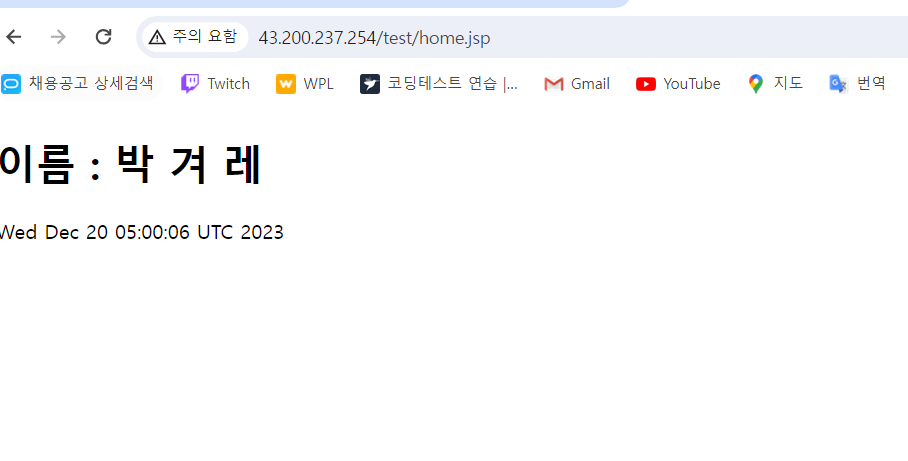 주의 요함 43.200.237.254/test/home.jsp
채용공고 상세검색 Twitch WPL 코딩테스트 연습 |... Gmail YouTube 지도 번역
이름 : 박 겨 레
Wed Dec 20 05:00:06 UTC 2023